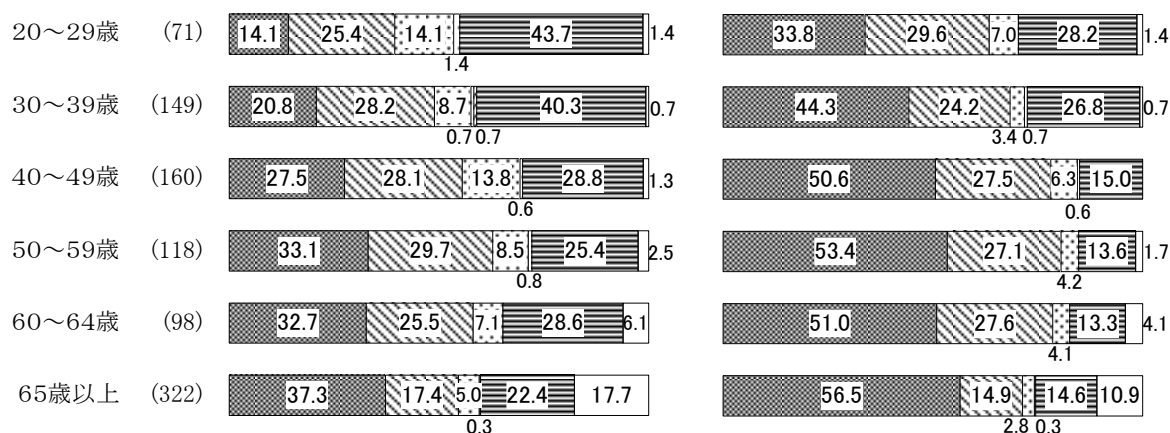 20～29歳 (71) 14.1 25.4 14.1 43.7 1.4 33.8 29.6 7.0 28.2 1.4
1.4
30～39歳 (149) 20.8 28.2 8.7 40.3 0.7 44.3 24.2 26.8 0.7
0.7 0.7 3.4 0.7
40～49歳 (160) 27.5 28.1 13.8 28.8 1.3 50.6 27.5 6.3 15.0
0.6 0.6
50～59歳 (118) 33.1 29.7 8.5 25.4 2.5 53.4 27.1 13.6 1.7
0.8 4.2
60～64歳 (98) 32.7 25.5 7.1 28.6 6.1 51.0 27.6 13.3 4.1
4.1
65歳以上 (322) 37.3 17.4 5.0 22.4 17.7 56.5 14.9 14.6 10.9
0.3 2.8 0.3